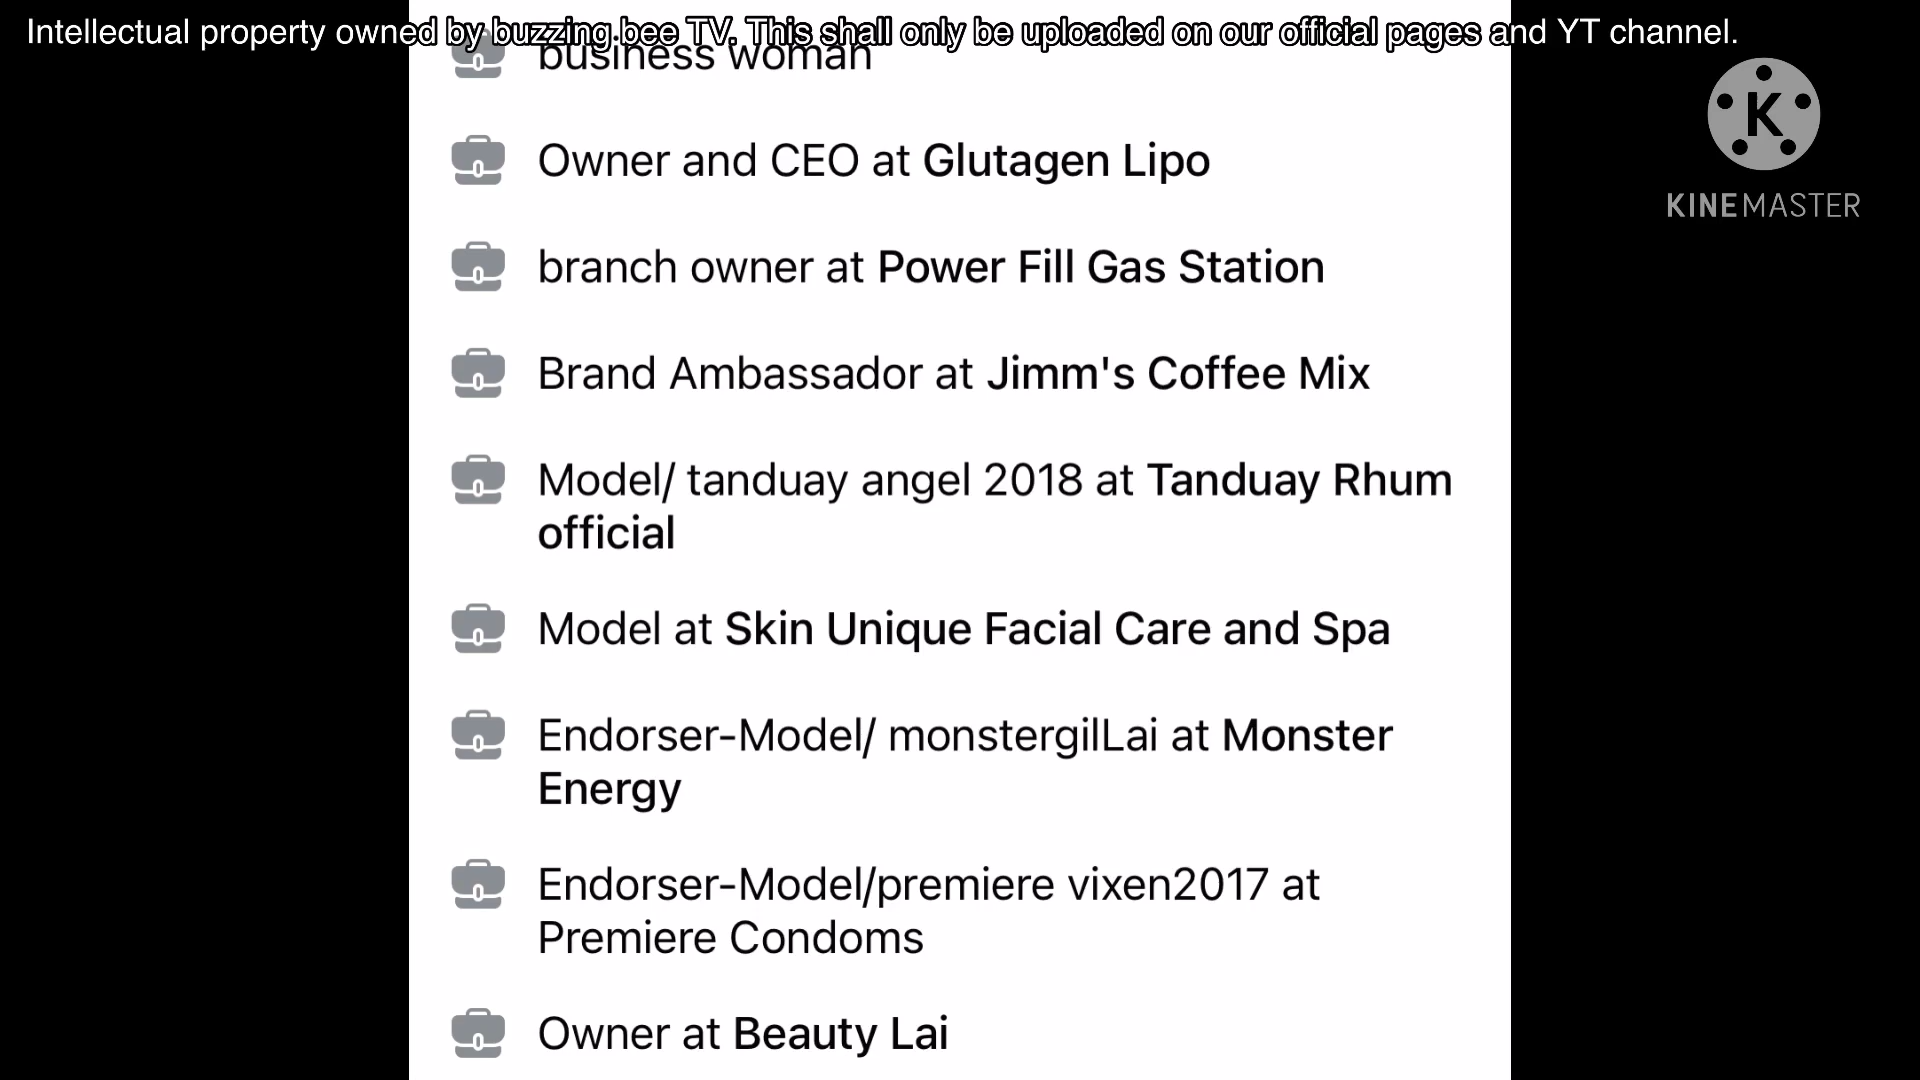 Intellectual property owned by buzzing bee TV. This shall only be uploaded on our official pages and YT channel.
business woman
K
KINEMASTER
Owner and CEO at Glutagen Lipo
branch owner at Power Fill Gas Station
Brand Ambassador at Jimm's Coffee Mix
Model/ tanduay angel 2018 at Tanduay Rhum
official
Model at Skin Unique Facial Care and Spa
Endorser-Model/ monstergilLai at Monster
Energy
Endorser-Model/premiere vixen2017 at
Premiere Condoms
Owner at Beauty Lai